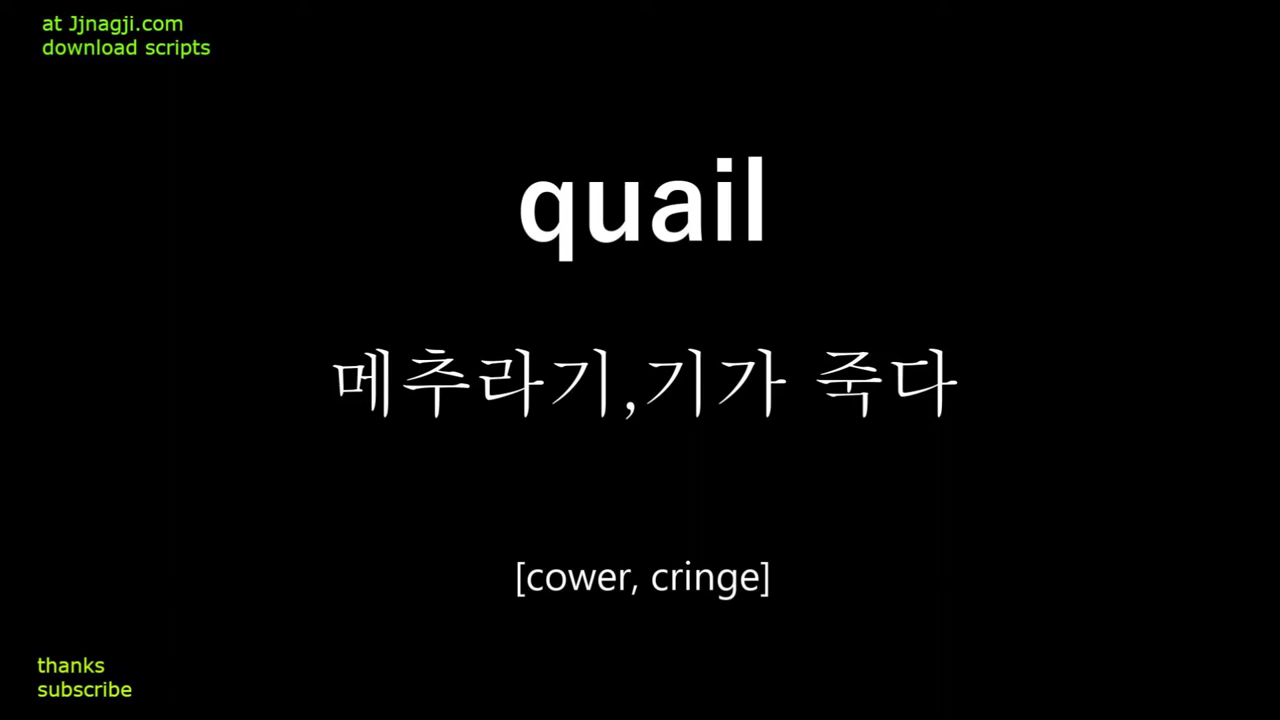 at Jjnagji.com
download scripts
quail
메추라기,기가 죽다
[cower, cringe]
thanks
subscribe